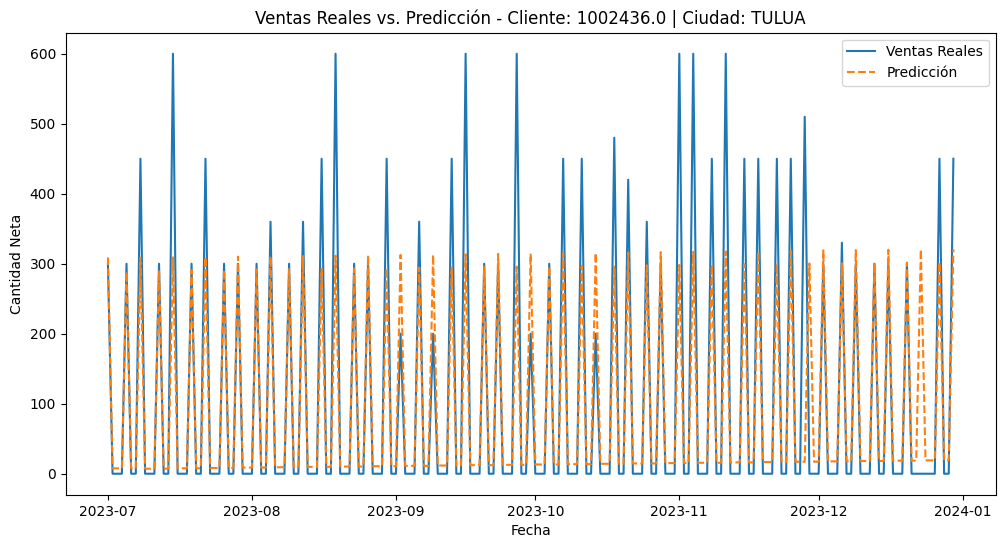 Ventas Reales vs. Predicción - Cliente: 1002436.0 | Ciudad: TULUA
Ventas Reales
Predicción
Cantidad Neta
600
500
400
300
200
100
0
2023-07
2023-08
2023-09
2023-10
2023-11
2023-12
2024-01
Fecha